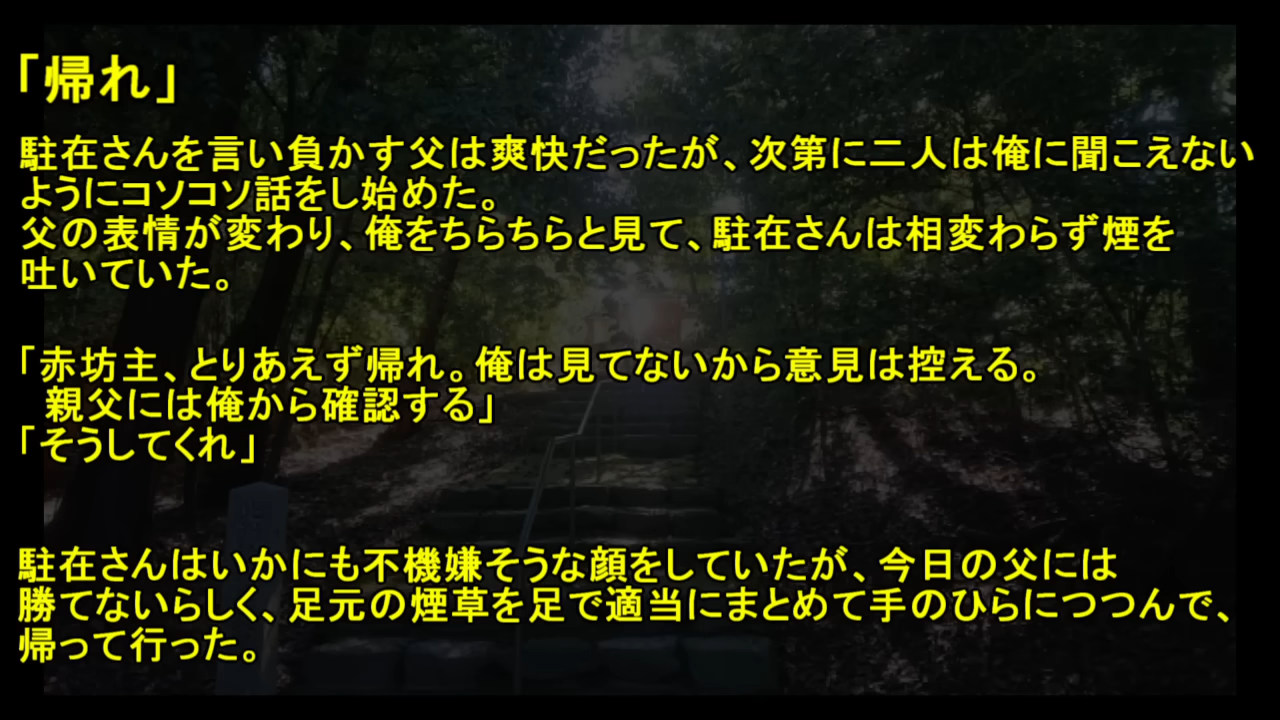 「帰れ」
駐在さんを言い負かす父は爽快だったが、次第に二人は俺に聞こえない
ようにコソコソ話をし始めた。
父の表情が変わり、俺をちらちらと見て、駐在さんは相変わらず煙を
吐いていた。
「赤坊主、とりあえず帰れ。俺は見てないから意見は控える。
親父には俺から確認する」
「そうしてくれ」
駐在さんはいかにも不機嫌そうな顔をしていたが、今日の父には
勝てないらしく、足元の煙草を足で適当にまとめて手のひらにつつんで、
帰って行った。